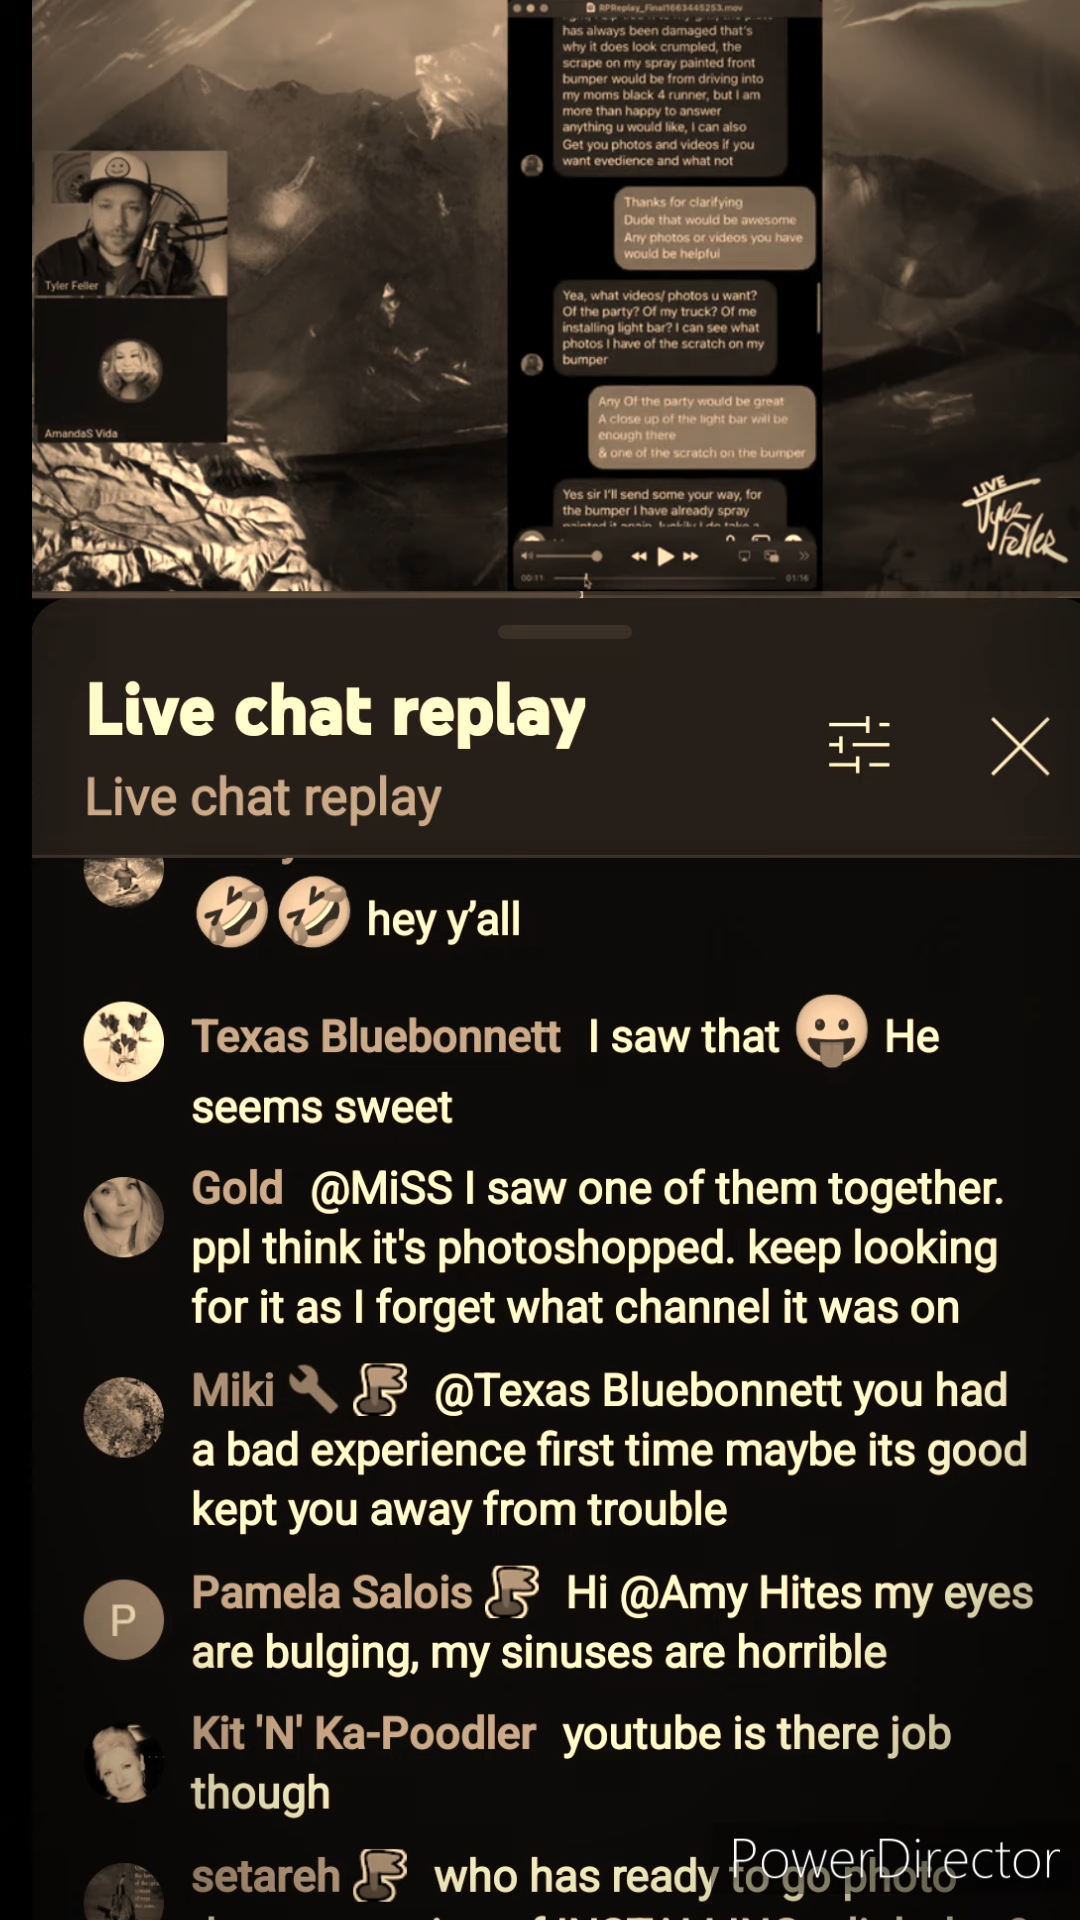 RPReplay_Final1663445253.mov
has always been damaged that's
why it does look crumpled, the
scrape on my spray painted front
bumper would be from driving into
my moms black 4 runner, but I am
more than happy to answer
anything u would like, I can also
Get you photos and videos if you
want evedience and what not
Thanks for clarifying
Dude that would be awesome
Any photos or videos you have
would be helpful
Tyler Feller
Yea, what videos/ photos u want?
Of the party? Of my truck? Of me
installing light bar? I can see what
photos I have of the scratch on my
bumper
Any Of the party would be great
A close up of the light bar will be
enough there
& one of the scratch on the bumper
AmandaS Vida
Yes sir I'll send some your way, for
the bumper I have already spray
LIVE
Tyler
Feller
00:11
01:16
Live chat replay
Live chat replay
hey y'all
Texas Bluebonnett I saw that 😛 He
seems sweet
Gold @MiSS I saw one of them together.
ppl think it's photoshopped. keep looking
for it as I forget what channel it was on
Miki @Texas Bluebonnett you had
a bad experience first time maybe its good
kept you away from trouble
P
Pamela Salois Hi @Amy Hites my eyes
are bulging, my sinuses are horrible
Kit 'N' Ka-Poodler youtube is there job
though
setareh who has ready to go photo
PowerDirector